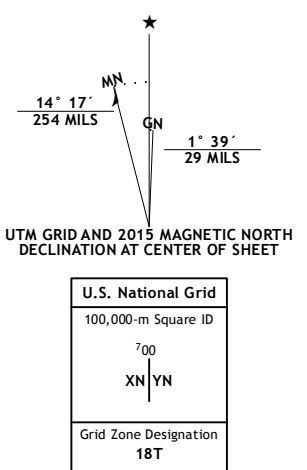 ★
MN
GN
14° 17´
254 MILS
1° 39´
29 MILS
UTM GRID AND 2015 MAGNETIC NORTH
DECLINATION AT CENTER OF SHEET
U.S. National Grid
100,000-m Square ID
⁷00
XN YN
Grid Zone Designation
18T